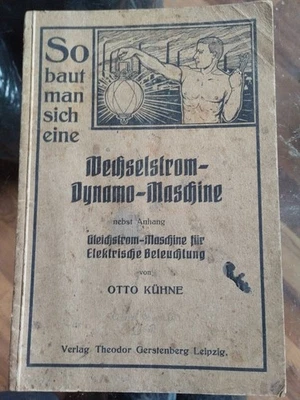 So
baut
man
sich
eine
Wechselstrom-
Dynamo-Maschine
nebst Anhang
Gleichstrom-Maschine für
Elektrische Beleuchtung
von
OTTO KÜHNE
Verlag Theodor Gerstenberg Leipzig.